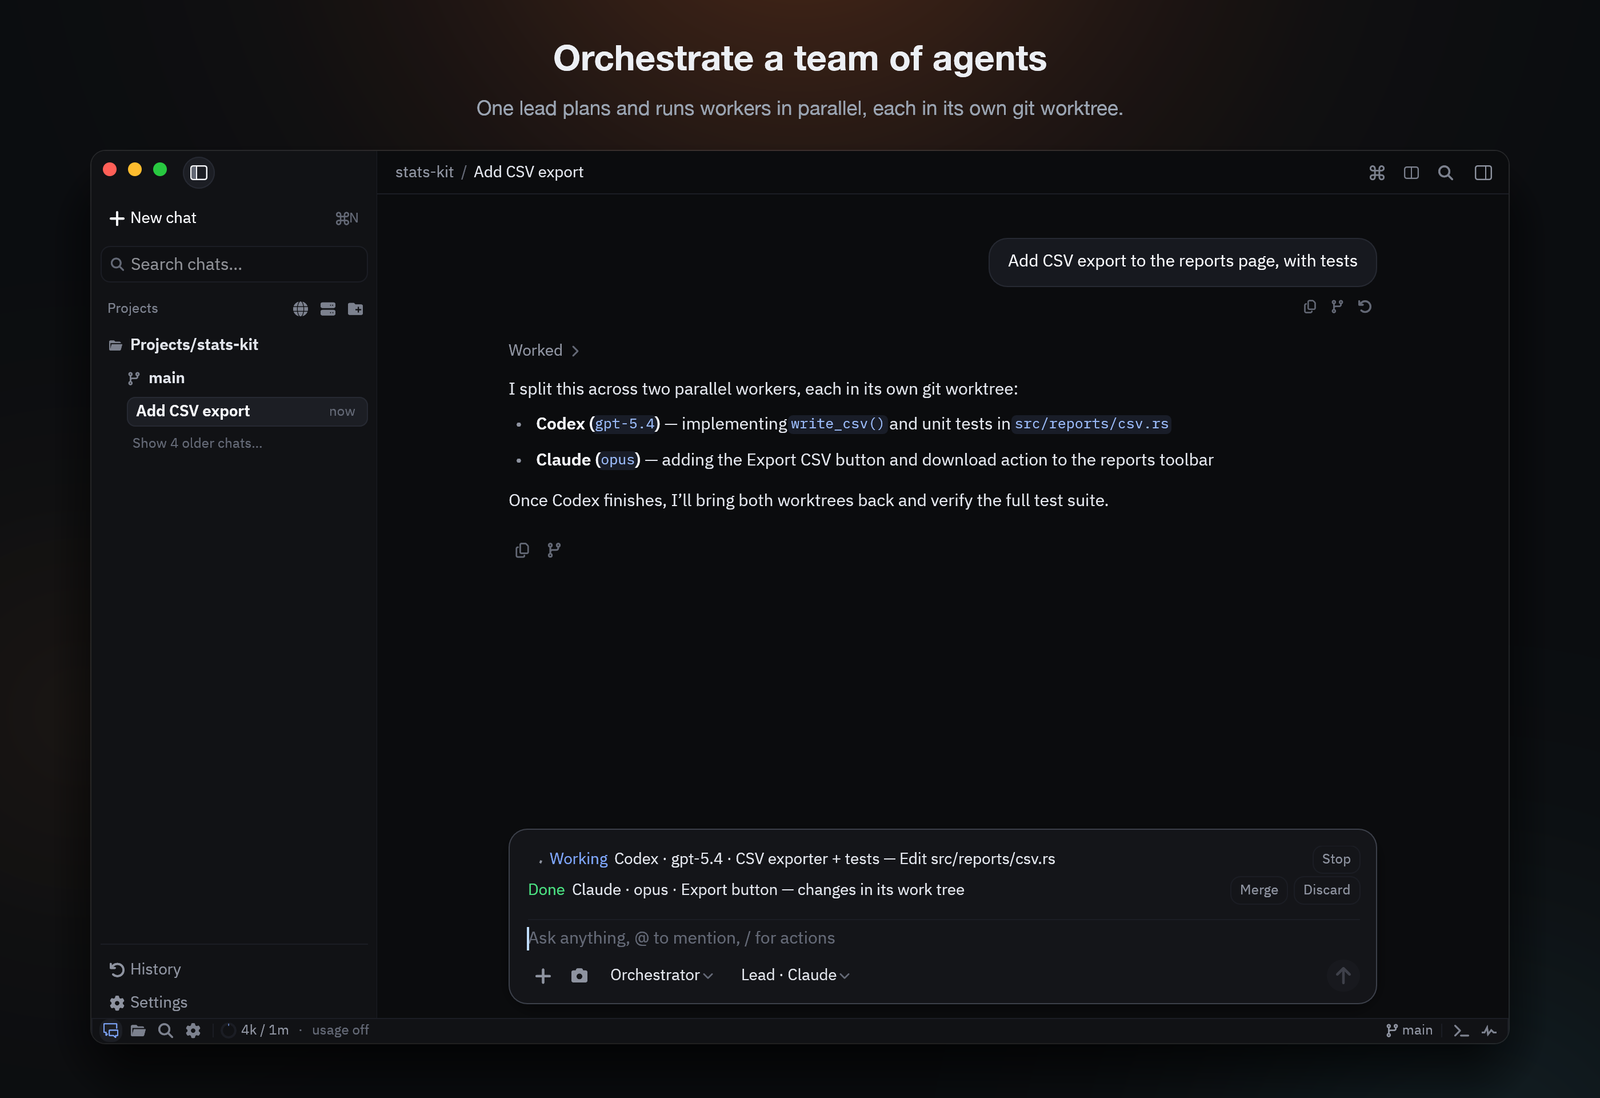 Orchestrate a team of agents
One lead plans and runs workers in parallel, each in its own git worktree.
stats-kit / Add CSV export
New chat ⌘N
Search chats...
Projects
Projects/stats-kit
main
Add CSV export now
Show 4 older chats...
Add CSV export to the reports page, with tests
Worked
I split this across two parallel workers, each in its own git worktree:
• Codex (gpt-5.4) — implementing write_csv() and unit tests in src/reports/csv.rs
• Claude (opus) — adding the Export CSV button and download action to the reports toolbar
Once Codex finishes, I’ll bring both worktrees back and verify the full test suite.
Working Codex · gpt-5.4 · CSV exporter + tests — Edit src/reports/csv.rs Stop
Done Claude · opus · Export button — changes in its work tree Merge Discard
Ask anything, @ to mention, / for actions
Orchestrator Lead · Claude
History
Settings
4k / 1m · usage off main